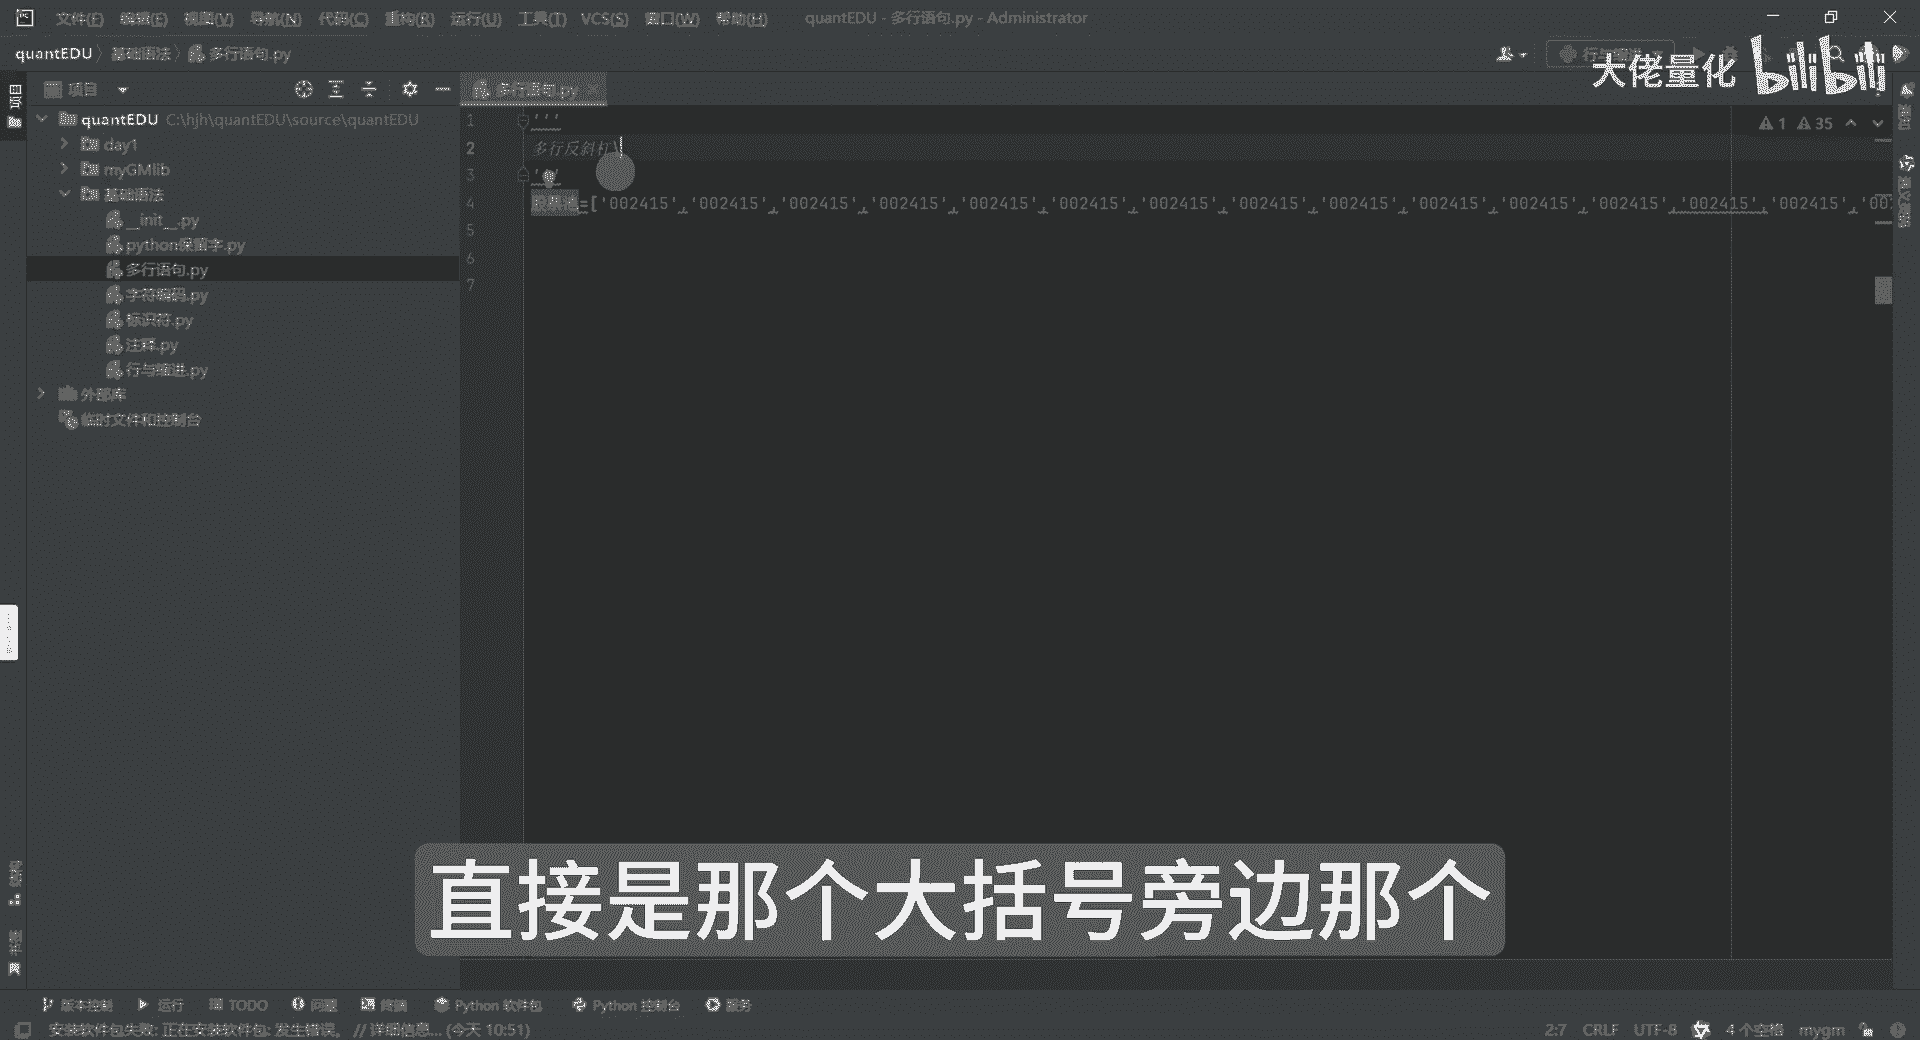 文件(F) 编辑(E) 视图(V) 导航(N) 代码(C) 重构(R) 运行(U) 工具(T) VCS(S) 窗口(W) 帮助(H) quantEDU - 多行语句.py - Administrator
quantEDU 基础语法 多行语句.py
行与缩进
大佬量化 bilibili
项目
多行语句.py
quantEDU C:\hjh\quantEDU\source\quantEDU
day1
myGMlib
基础语法
__init__.py
python保留字.py
多行语句.py
字符编码.py
标识符.py
注释.py
行与缩进.py
外部库
临时文件和控制台
1 '''
2 多行反斜杠\
3
4 股票池=['002415','002415','002415','002415','002415','002415','002415','002415','002415','002415','002415','002415','002415','002415','00
5
6
7
1 35
直接是那个大括号旁边那个
版本控制 运行 TODO 问题 终端 Python 软件包 Python 控制台 服务
安装软件包失败: 正在安装软件包: 发生错误。 // 详细信息... (今天 10:51)
2:7 CRLF UTF-8 4 个空格 mygm